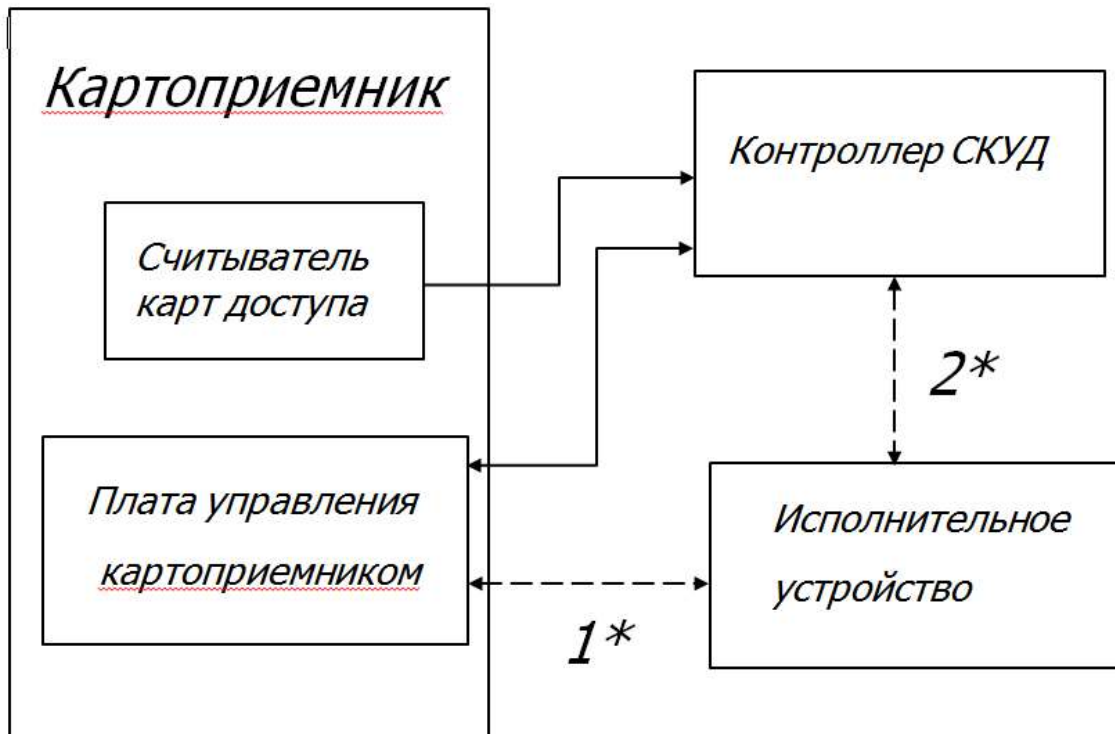 Картоприемник
Контроллер СКУД
Считыватель
карт доступа
2*
Плата управления
картоприемником
Исполнительное
устройство
1*